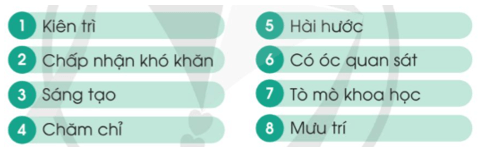 1 Kiên trì
2 Chấp nhận khó khăn
3 Sáng tạo
4 Chăm chỉ
5 Hài hước
6 Có óc quan sát
7 Tò mò khoa học
8 Mưu trí